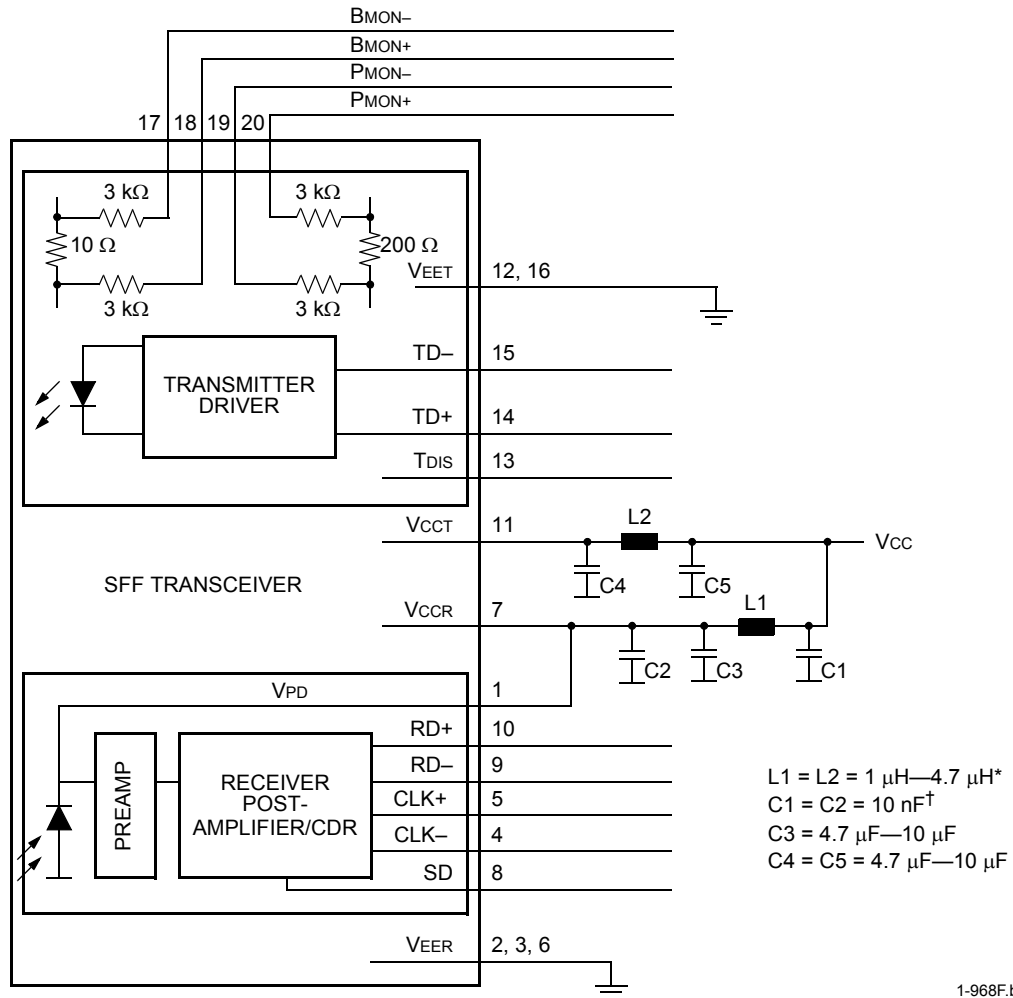 BMON–
BMON+
PMON–
PMON+
17 18 19 20
3 kΩ 3 kΩ
10 Ω 200 Ω
3 kΩ 3 kΩ
VEET 12, 16
TD– 15
TRANSMITTER
DRIVER
TD+ 14
TDIS 13
VCCT 11 L2 VCC
C4 C5
SFF TRANSCEIVER
VCCR 7 L1
C2 C3 C1
VPD 1
RD+ 10
RD– 9
CLK+ 5
CLK– 4
SD 8
PREAMP
RECEIVER
POST-
AMPLIFIER/CDR
L1 = L2 = 1 μH—4.7 μH*
C1 = C2 = 10 nF†
C3 = 4.7 μF—10 μF
C4 = C5 = 4.7 μF—10 μF
VEER 2, 3, 6